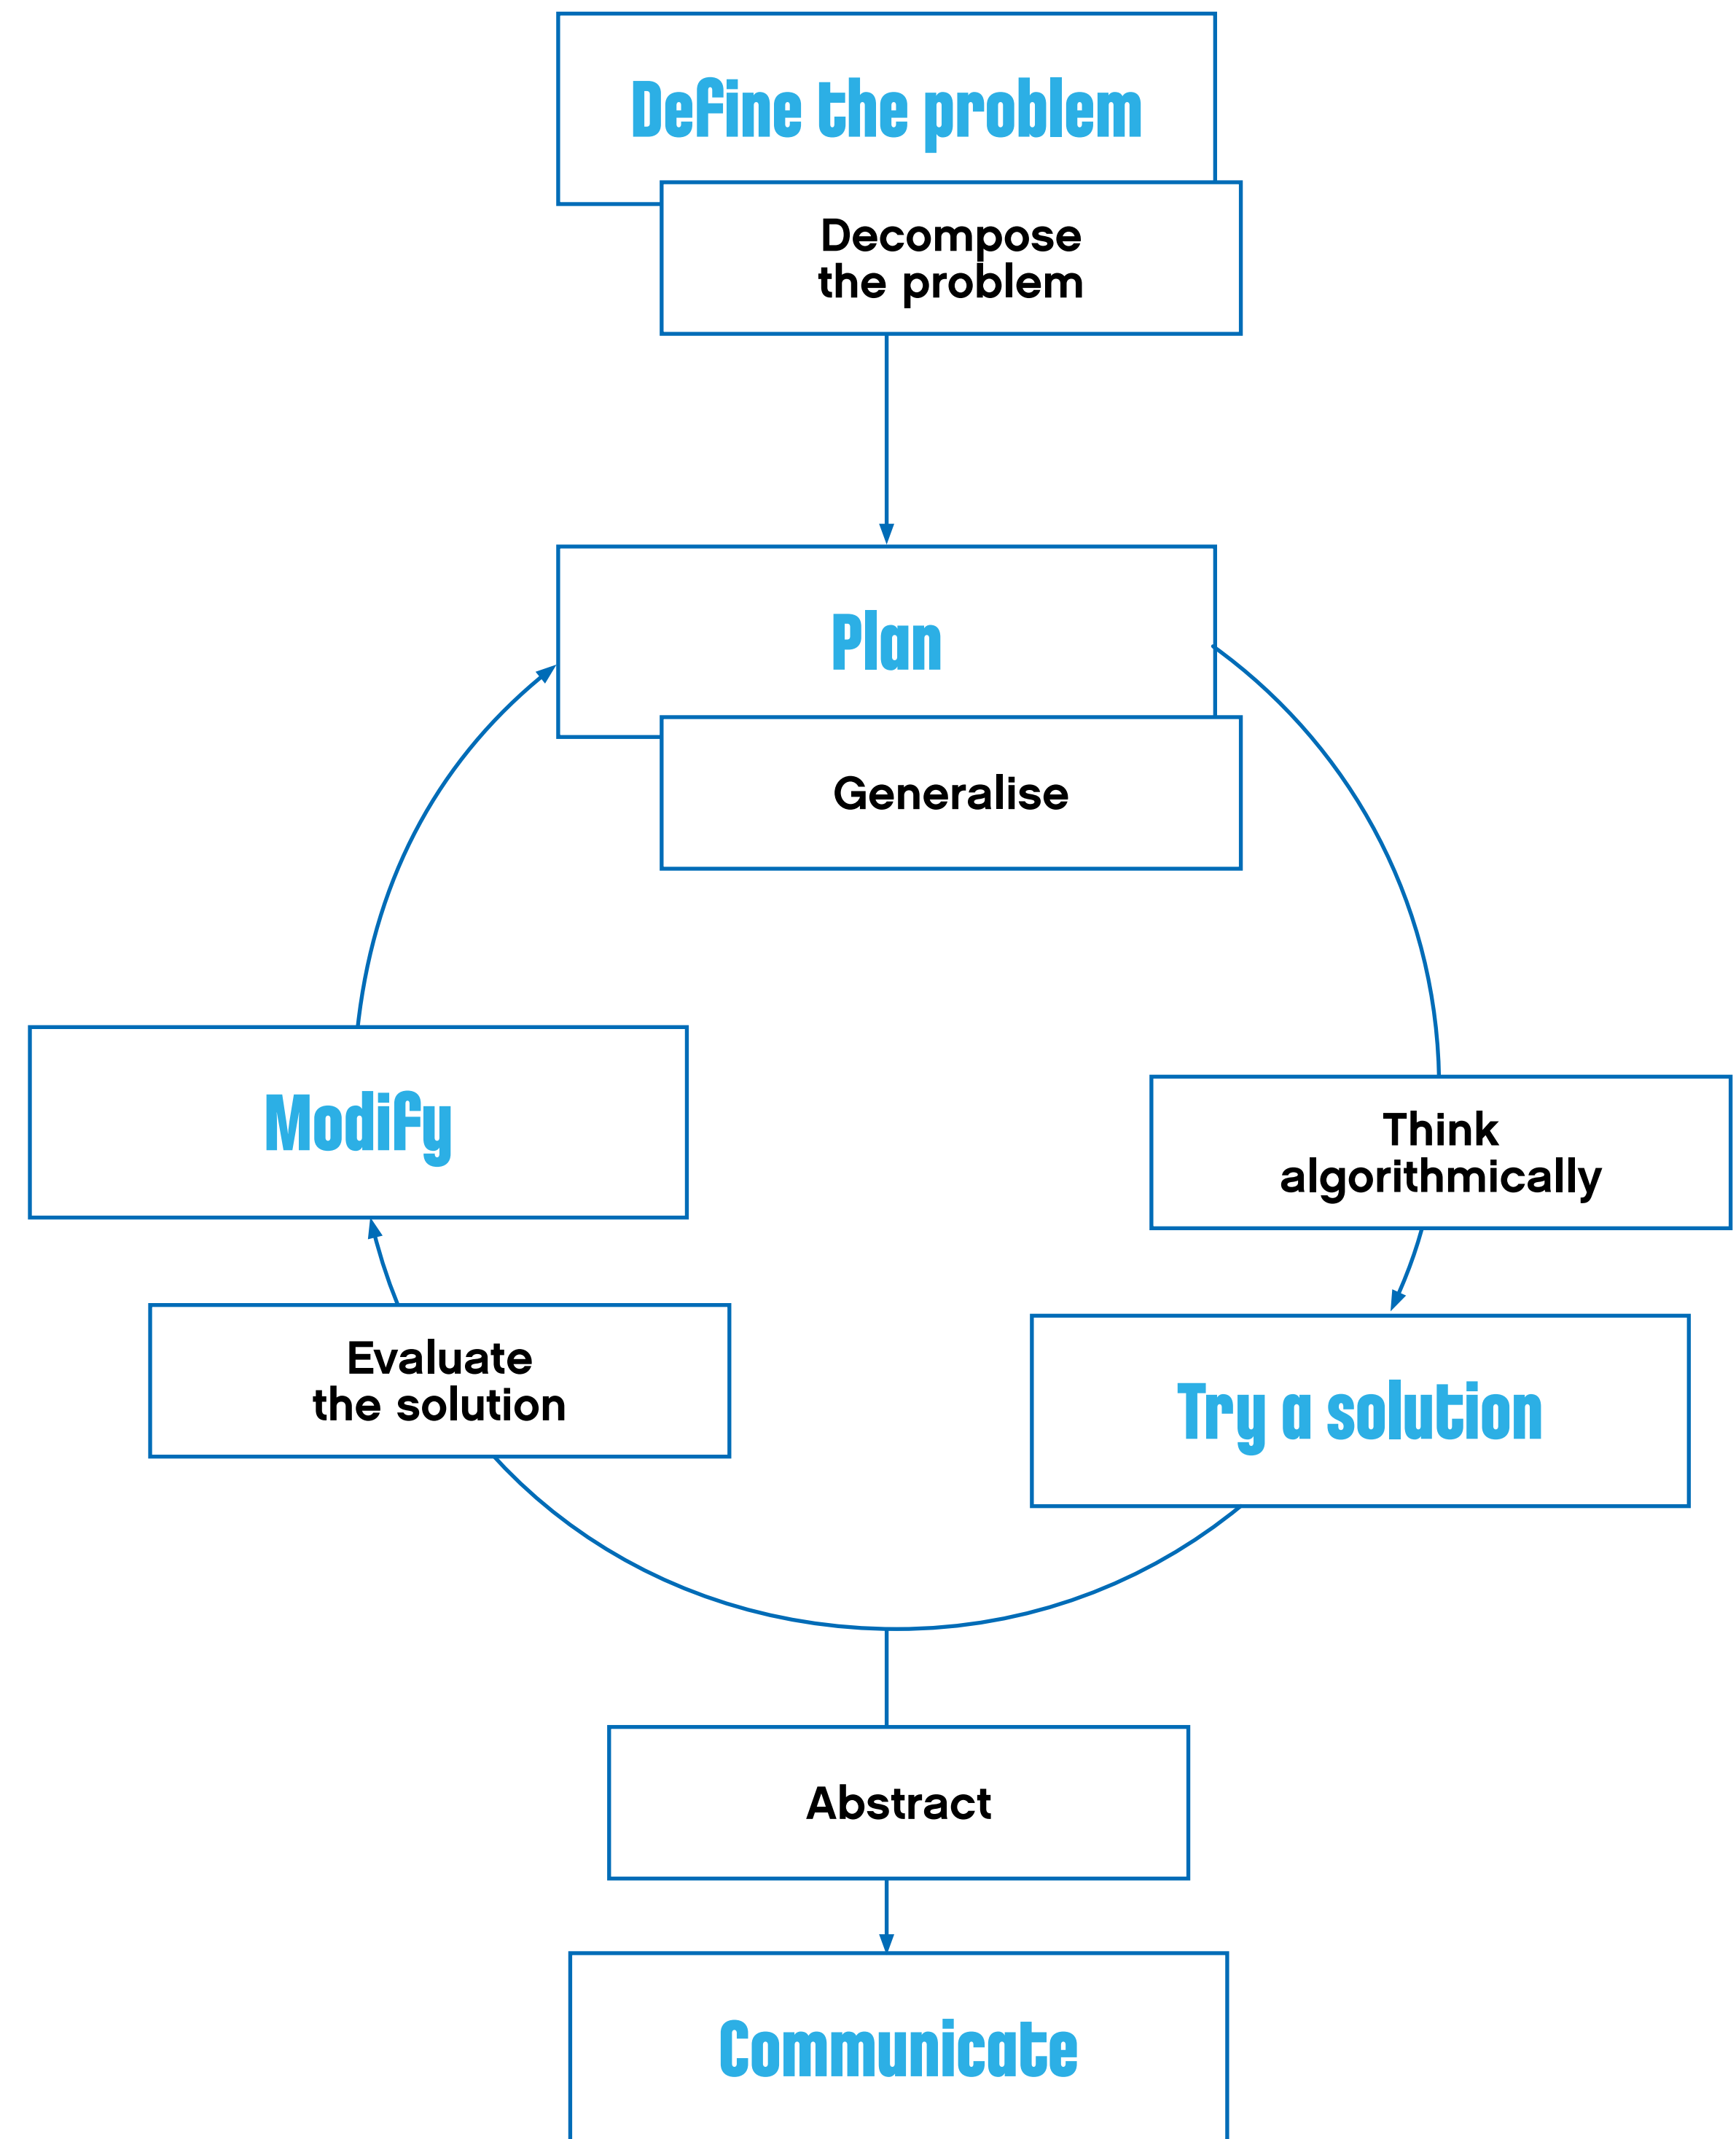 Define the problem
Decompose
the problem
Plan
Generalise
Modify
Think
algorithmically
Evaluate
the solution
Try a solution
Abstract
Communicate